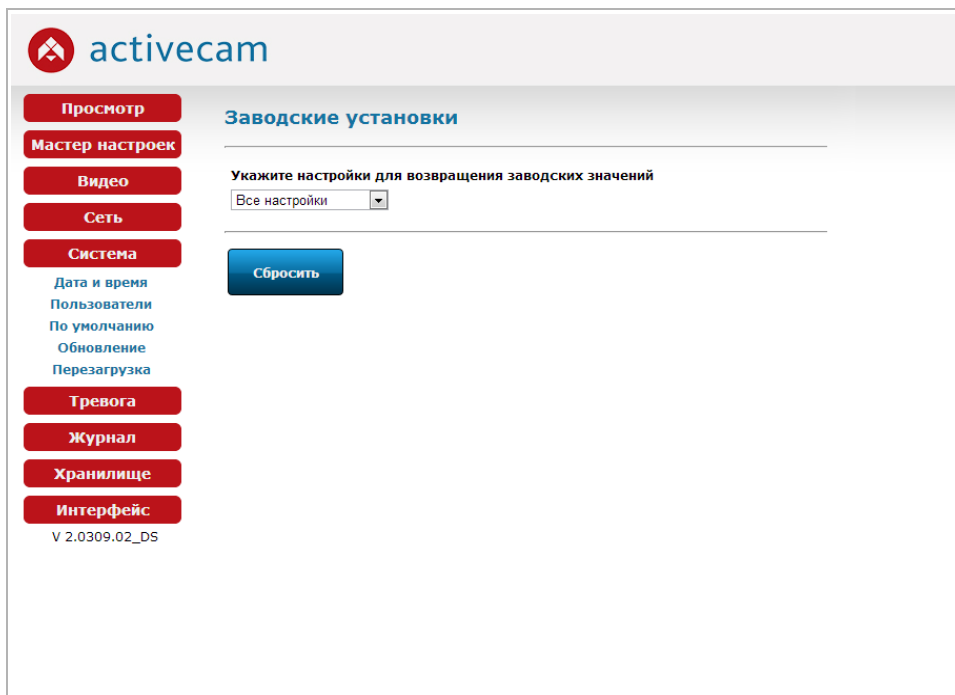 activecam
Просмотр
Мастер настроек
Видео
Сеть
Система
Дата и время
Пользователи
По умолчанию
Обновление
Перезагрузка
Тревога
Журнал
Хранилище
Интерфейс
V 2.0309.02_DS
Заводские установки
Укажите настройки для возвращения заводских значений
Все настройки
Сбросить